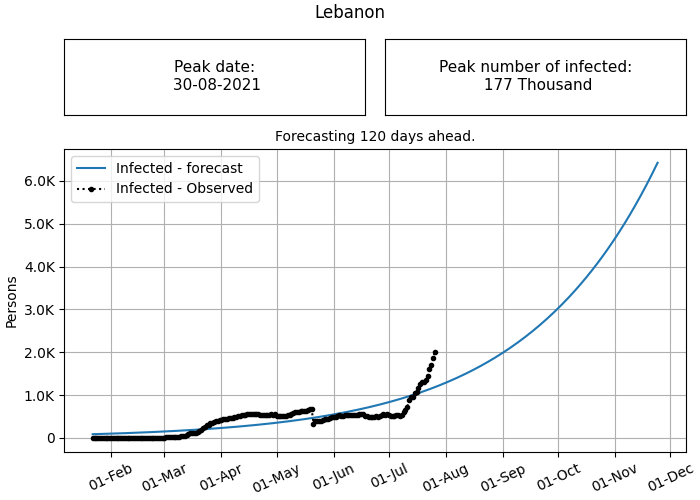 Lebanon
Peak date:
30-08-2021
Peak number of infected:
177 Thousand
Forecasting 120 days ahead.
Infected - forecast
Infected - Observed
6.0K
5.0K
4.0K
3.0K
2.0K
1.0K
0
Persons
01-Feb
01-Mar
01-Apr
01-May
01-Jun
01-Jul
01-Aug
01-Sep
01-Oct
01-Nov
01-Dec